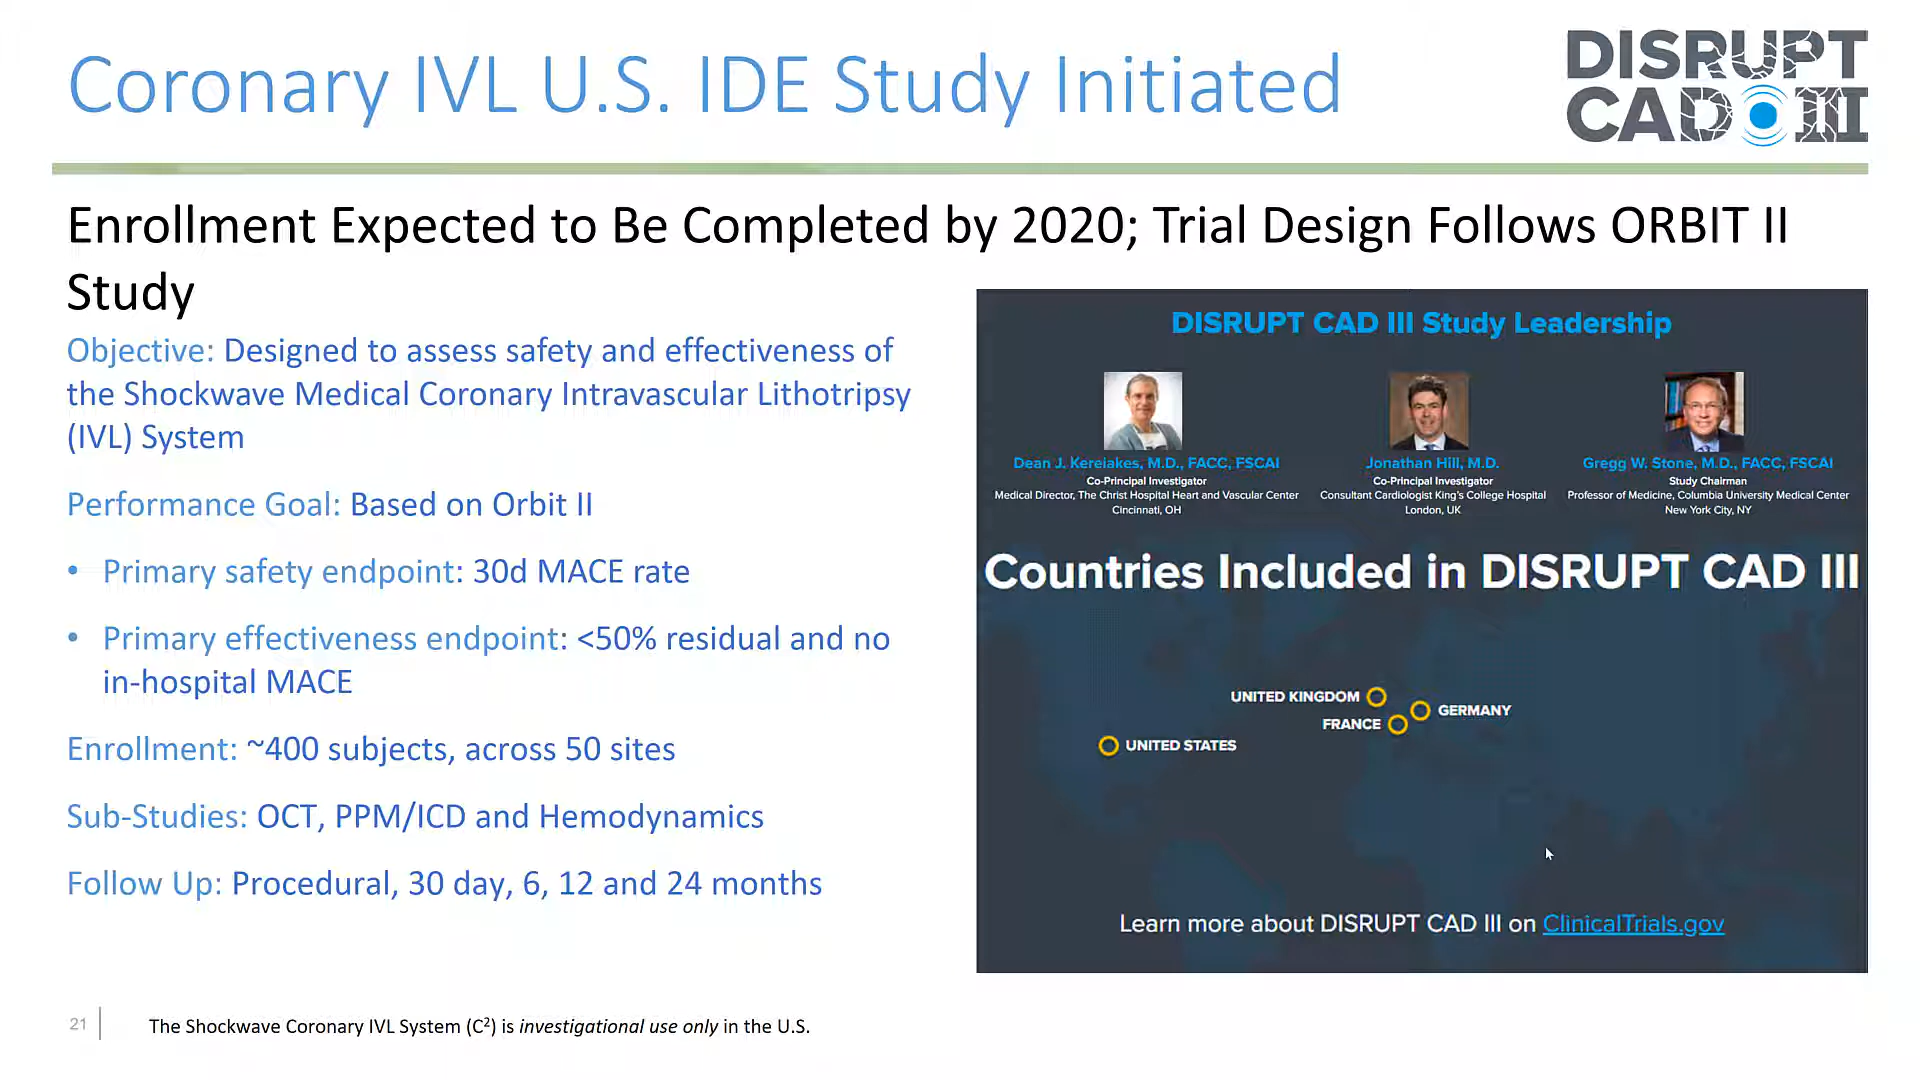 Coronary IVL U.S. IDE Study Initiated
DISRUPT
CAD III
Enrollment Expected to Be Completed by 2020; Trial Design Follows ORBIT II
Study
Objective: Designed to assess safety and effectiveness of
the Shockwave Medical Coronary Intravascular Lithotripsy
(IVL) System
Performance Goal: Based on Orbit II
• Primary safety endpoint: 30d MACE rate
• Primary effectiveness endpoint: <50% residual and no
in-hospital MACE
Enrollment: ~400 subjects, across 50 sites
Sub-Studies: OCT, PPM/ICD and Hemodynamics
Follow Up: Procedural, 30 day, 6, 12 and 24 months
DISRUPT CAD III Study Leadership
Dean J. Kereiakes, M.D., FACC, FSCAI
Co-Principal Investigator
Medical Director, The Christ Hospital Heart and Vascular Center
Cincinnati, OH
Jonathan Hill, M.D.
Co-Principal Investigator
Consultant Cardiologist King's College Hospital
London, UK
Gregg W. Stone, M.D., FACC, FSCAI
Study Chairman
Professor of Medicine, Columbia University Medical Center
New York City, NY
Countries Included in DISRUPT CAD III
UNITED KINGDOM
GERMANY
FRANCE
UNITED STATES
Learn more about DISRUPT CAD III on ClinicalTrials.gov
21
The Shockwave Coronary IVL System (C²) is investigational use only in the U.S.